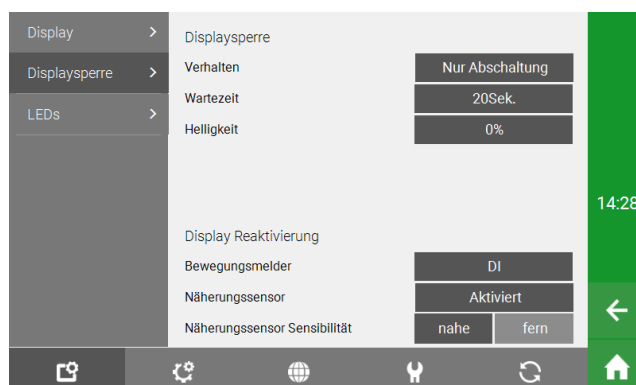 Display
Displaysperre
LEDs
Displaysperre
Verhalten Nur Abschaltung
Wartezeit 20Sek.
Helligkeit 0%
Display Reaktivierung
Bewegungsmelder DI
Näherungssensor Aktiviert
Näherungssensor Sensibilität nahe fern
14:28